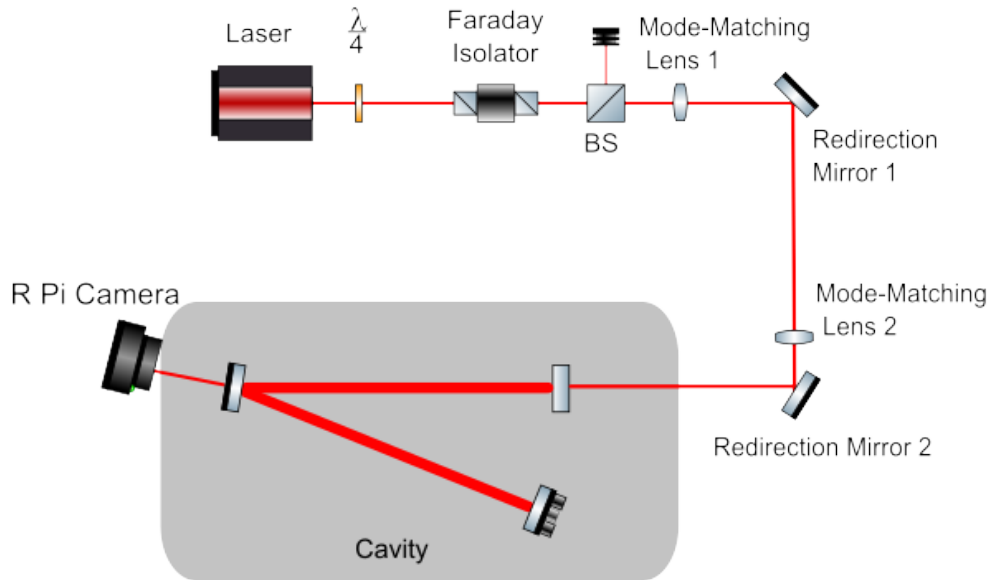 Laser
λ/4
Faraday
Isolator
Mode-Matching
Lens 1
BS
Redirection
Mirror 1
R Pi Camera
Mode-Matching
Lens 2
Redirection Mirror 2
Cavity